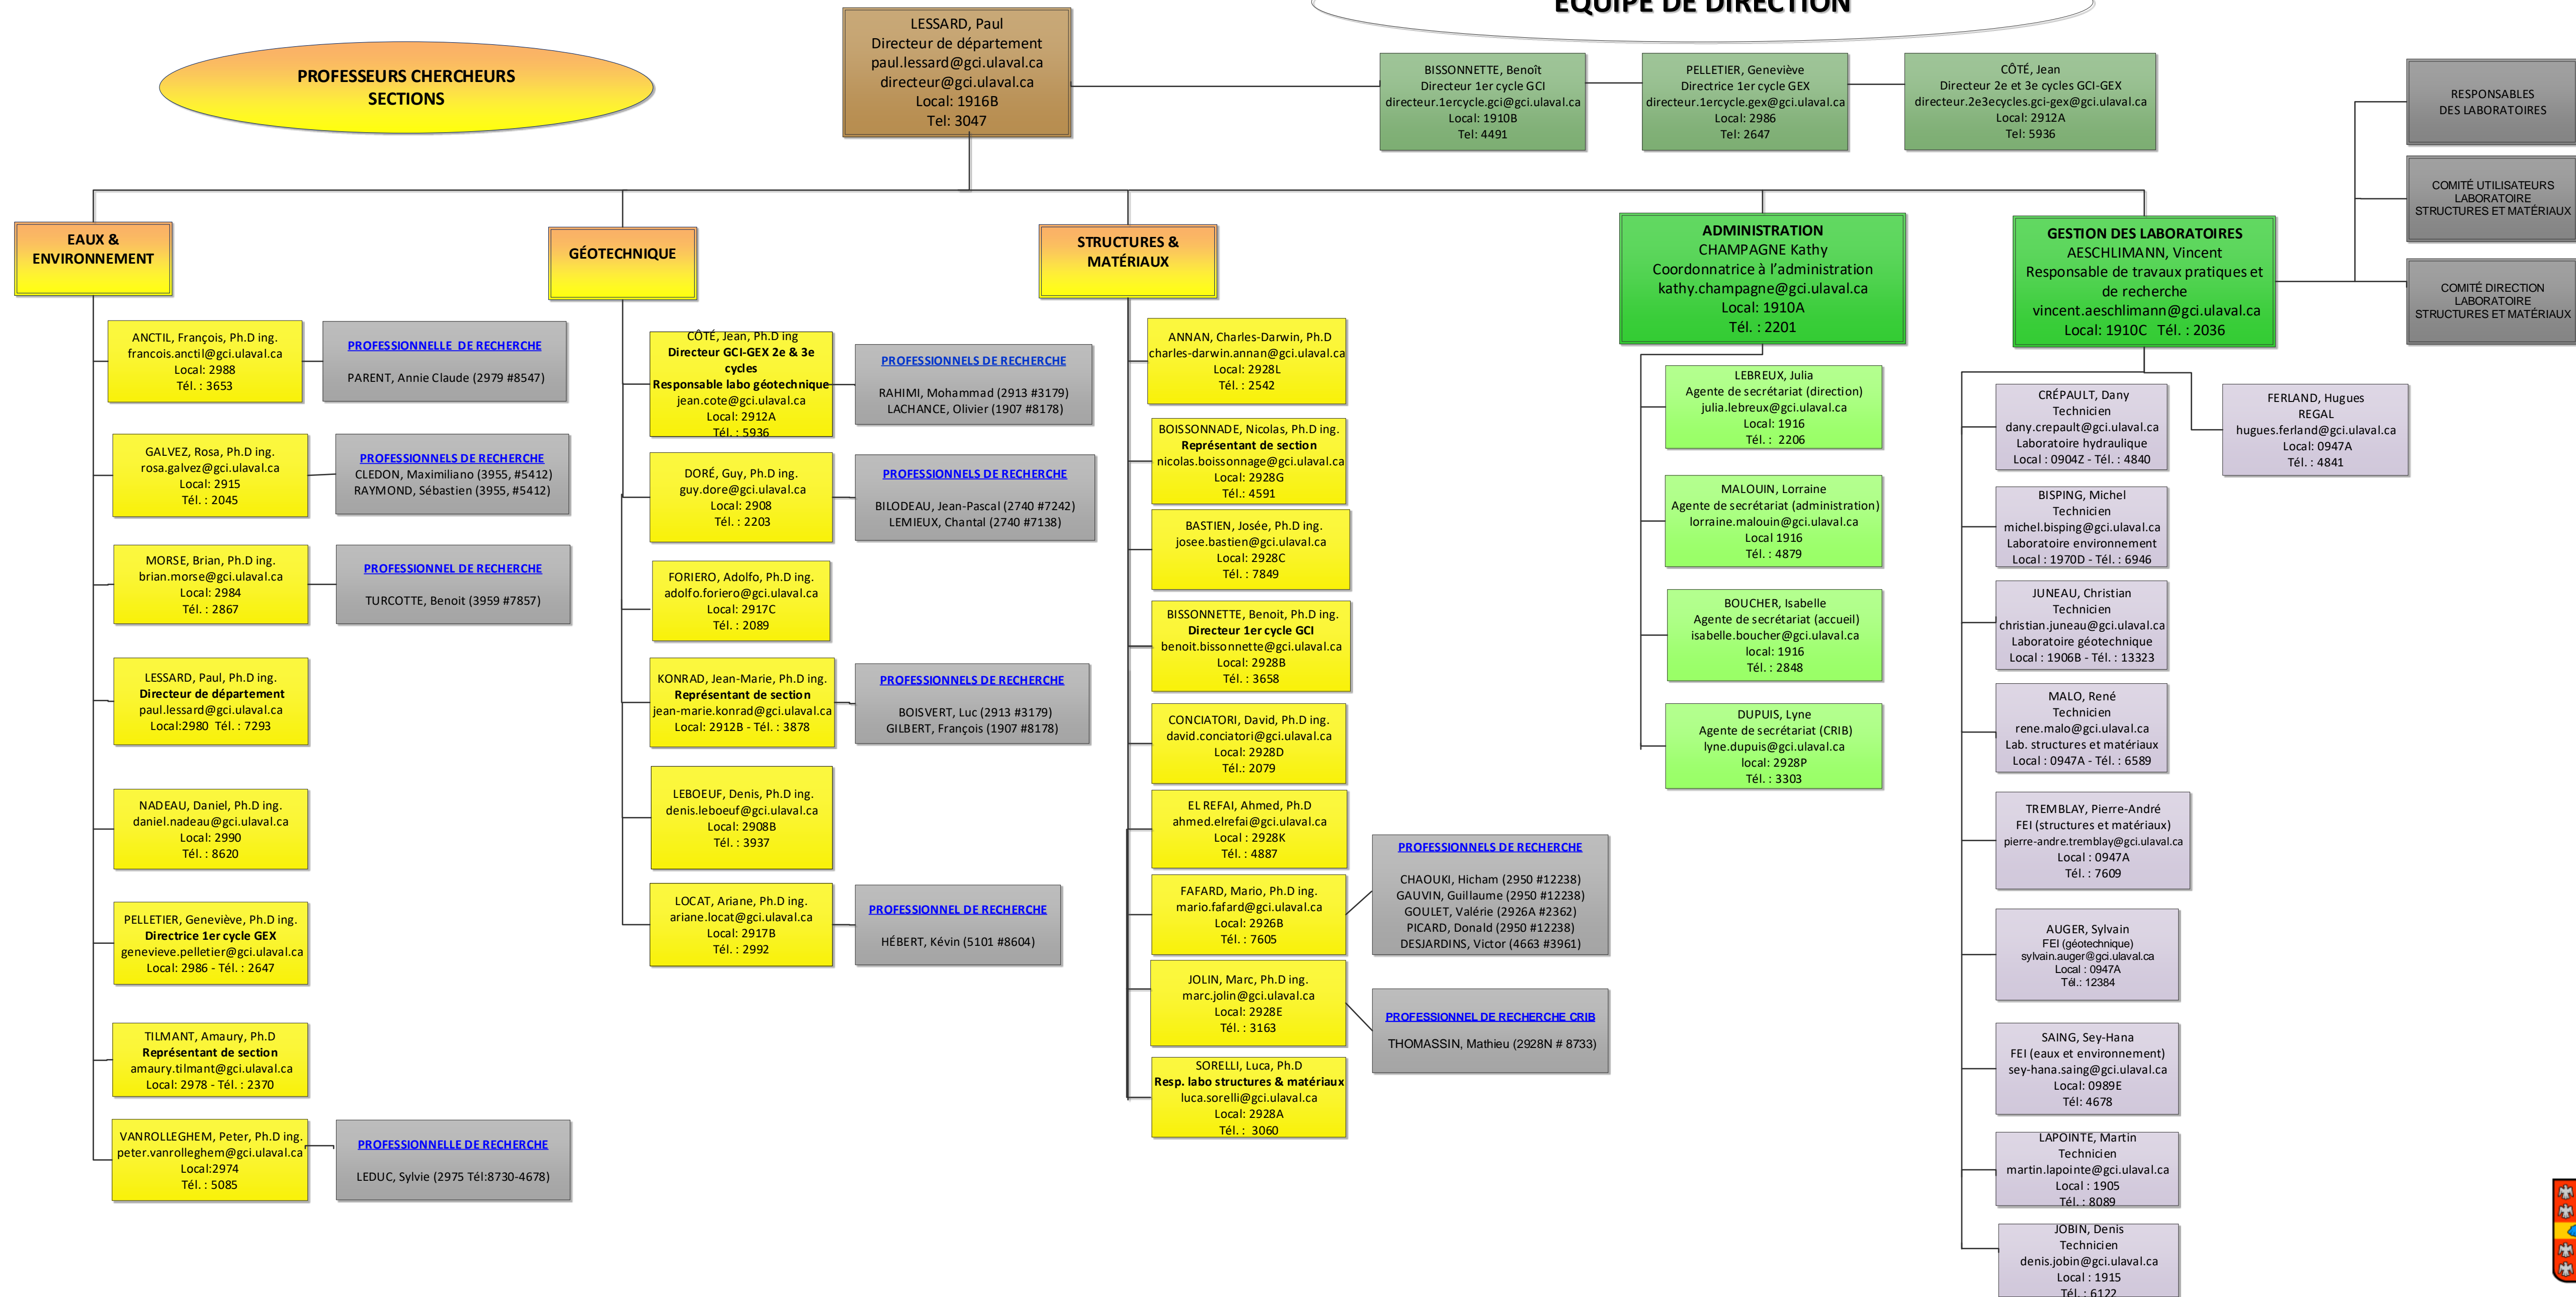 ÉQUIPE DE DIRECTION
PROFESSEURS CHERCHEURS
SECTIONS
LESSARD, Paul
Directeur de département
paul.lessard@gci.ulaval.ca
directeur@gci.ulaval.ca
Local: 1916B
Tel: 3047
BISSONNETTE, Benoît
Directeur 1er cycle GCI
directeur.1ercycle.gci@gci.ulaval.ca
Local: 1910B
Tel: 4491
PELLETIER, Geneviève
Directrice 1er cycle GEX
directeur.1ercycle.gex@gci.ulaval.ca
Local: 2986
Tel: 2647
CÔTÉ, Jean
Directeur 2e et 3e cycles GCI-GEX
directeur.2e3ecycles.gci-gex@gci.ulaval.ca
Local: 2912A
Tel: 5936
RESPONSABLES
DES LABORATOIRES
COMITÉ UTILISATEURS
LABORATOIRE
STRUCTURES ET MATÉRIAUX
COMITÉ DIRECTION
LABORATOIRE
STRUCTURES ET MATÉRIAUX
EAUX &
ENVIRONNEMENT
ANCTIL, François, Ph.D ing.
francois.anctil@gci.ulaval.ca
Local: 2988
Tél. : 3653
PROFESSIONNELLE DE RECHERCHE
PARENT, Annie Claude (2979 #8547)
GALVEZ, Rosa, Ph.D ing.
rosa.galvez@gci.ulaval.ca
Local: 2915
Tél. : 2045
PROFESSIONNELS DE RECHERCHE
CLEDON, Maximiliano (3955, #5412)
RAYMOND, Sébastien (3955, #5412)
MORSE, Brian, Ph.D ing.
brian.morse@gci.ulaval.ca
Local: 2984
Tél. : 2867
PROFESSIONNEL DE RECHERCHE
TURCOTTE, Benoit (3959 #7857)
LESSARD, Paul, Ph.D ing.
Directeur de département
paul.lessard@gci.ulaval.ca
Local:2980 Tél. : 7293
NADEAU, Daniel, Ph.D ing.
daniel.nadeau@gci.ulaval.ca
Local: 2990
Tél. : 8620
PELLETIER, Geneviève, Ph.D ing.
Directrice 1er cycle GEX
genevieve.pelletier@gci.ulaval.ca
Local: 2986 - Tél. : 2647
TILMANT, Amaury, Ph.D
Représentant de section
amaury.tilmant@gci.ulaval.ca
Local: 2978 - Tél. : 2370
VANROLLEGHEM, Peter, Ph.D ing.
peter.vanrolleghem@gci.ulaval.ca
Local:2974
Tél. : 5085
PROFESSIONNELLE DE RECHERCHE
LEDUC, Sylvie (2975 Tél:8730-4678)
GÉOTECHNIQUE
CÔTÉ, Jean, Ph.D ing
Directeur GCI-GEX 2e & 3e
cycles
Responsable labo géotechnique
jean.cote@gci.ulaval.ca
Local: 2912A
Tél. : 5936
PROFESSIONNELS DE RECHERCHE
RAHIMI, Mohammad (2913 #3179)
LACHANCE, Olivier (1907 #8178)
DORÉ, Guy, Ph.D ing.
guy.dore@gci.ulaval.ca
Local: 2908
Tél. : 2203
PROFESSIONNELS DE RECHERCHE
BILODEAU, Jean-Pascal (2740 #7242)
LEMIEUX, Chantal (2740 #7138)
FORIERO, Adolfo, Ph.D ing.
adolfo.foriero@gci.ulaval.ca
Local: 2917C
Tél. : 2089
KONRAD, Jean-Marie, Ph.D ing.
Représentant de section
jean-marie.konrad@gci.ulaval.ca
Local: 2912B - Tél. : 3878
PROFESSIONNELS DE RECHERCHE
BOISVERT, Luc (2913 #3179)
GILBERT, François (1907 #8178)
LEBOEUF, Denis, Ph.D ing.
denis.leboeuf@gci.ulaval.ca
Local: 2908B
Tél. : 3937
LOCAT, Ariane, Ph.D ing.
ariane.locat@gci.ulaval.ca
Local: 2917B
Tél. : 2992
PROFESSIONNEL DE RECHERCHE
HÉBERT, Kévin (5101 #8604)
STRUCTURES &
MATÉRIAUX
ANNAN, Charles-Darwin, Ph.D
charles-darwin.annan@gci.ulaval.ca
Local: 2928L
Tél. : 2542
BOISSONNADE, Nicolas, Ph.D ing.
Représentant de section
nicolas.boissonnage@gci.ulaval.ca
Local: 2928G
Tél.: 4591
BASTIEN, Josée, Ph.D ing.
josee.bastien@gci.ulaval.ca
Local: 2928C
Tél. : 7849
BISSONNETTE, Benoit, Ph.D ing.
Directeur 1er cycle GCI
benoit.bissonnette@gci.ulaval.ca
Local: 2928B
Tél. : 3658
CONCIATORI, David, Ph.D ing.
david.conciatori@gci.ulaval.ca
Local: 2928D
Tél.: 2079
EL REFAI, Ahmed, Ph.D
ahmed.elrefai@gci.ulaval.ca
Local : 2928K
Tél. : 4887
FAFARD, Mario, Ph.D ing.
mario.fafard@gci.ulaval.ca
Local: 2926B
Tél. : 7605
PROFESSIONNELS DE RECHERCHE
CHAOUKI, Hicham (2950 #12238)
GAUVIN, Guillaume (2950 #12238)
GOULET, Valérie (2926A #2362)
PICARD, Donald (2950 #12238)
DESJARDINS, Victor (4663 #3961)
JOLIN, Marc, Ph.D ing.
marc.jolin@gci.ulaval.ca
Local: 2928E
Tél. : 3163
PROFESSIONNEL DE RECHERCHE CRIB
THOMASSIN, Mathieu (2928N # 8733)
SORELLI, Luca, Ph.D
Resp. labo structures & matériaux
luca.sorelli@gci.ulaval.ca
Local: 2928A
Tél. : 3060
ADMINISTRATION
CHAMPAGNE Kathy
Coordonnatrice à l’administration
kathy.champagne@gci.ulaval.ca
Local: 1910A
Tél. : 2201
LEBREUX, Julia
Agente de secrétariat (direction)
julia.lebreux@gci.ulaval.ca
Local: 1916
Tél. : 2206
MALOUIN, Lorraine
Agente de secrétariat (administration)
lorraine.malouin@gci.ulaval.ca
Local 1916
Tél. : 4879
BOUCHER, Isabelle
Agente de secrétariat (accueil)
isabelle.boucher@gci.ulaval.ca
local: 1916
Tél. : 2848
DUPUIS, Lyne
Agente de secrétariat (CRIB)
lyne.dupuis@gci.ulaval.ca
local: 2928P
Tél. : 3303
GESTION DES LABORATOIRES
AESCHLIMANN, Vincent
Responsable de travaux pratiques et
de recherche
vincent.aeschlimann@gci.ulaval.ca
Local: 1910C Tél. : 2036
CRÉPAULT, Dany
Technicien
dany.crepault@gci.ulaval.ca
Laboratoire hydraulique
Local : 0904Z - Tél. : 4840
FERLAND, Hugues
REGAL
hugues.ferland@gci.ulaval.ca
Local: 0947A
Tél. : 4841
BISPING, Michel
Technicien
michel.bisping@gci.ulaval.ca
Laboratoire environnement
Local : 1970D - Tél. : 6946
JUNEAU, Christian
Technicien
christian.juneau@gci.ulaval.ca
Laboratoire géotechnique
Local : 1906B - Tél. : 13323
MALO, René
Technicien
rene.malo@gci.ulaval.ca
Lab. structures et matériaux
Local : 0947A - Tél. : 6589
TREMBLAY, Pierre-André
FEI (structures et matériaux)
pierre-andre.tremblay@gci.ulaval.ca
Local : 0947A
Tél. : 7609
AUGER, Sylvain
FEI (géotechnique)
sylvain.auger@gci.ulaval.ca
Local : 0947A
Tél.: 12384
SAING, Sey-Hana
FEI (eaux et environnement)
sey-hana.saing@gci.ulaval.ca
Local: 0989E
Tél: 4678
LAPOINTE, Martin
Technicien
martin.lapointe@gci.ulaval.ca
Local : 1905
Tél. : 8089
JOBIN, Denis
Technicien
denis.jobin@gci.ulaval.ca
Local : 1915
Tél. : 6122